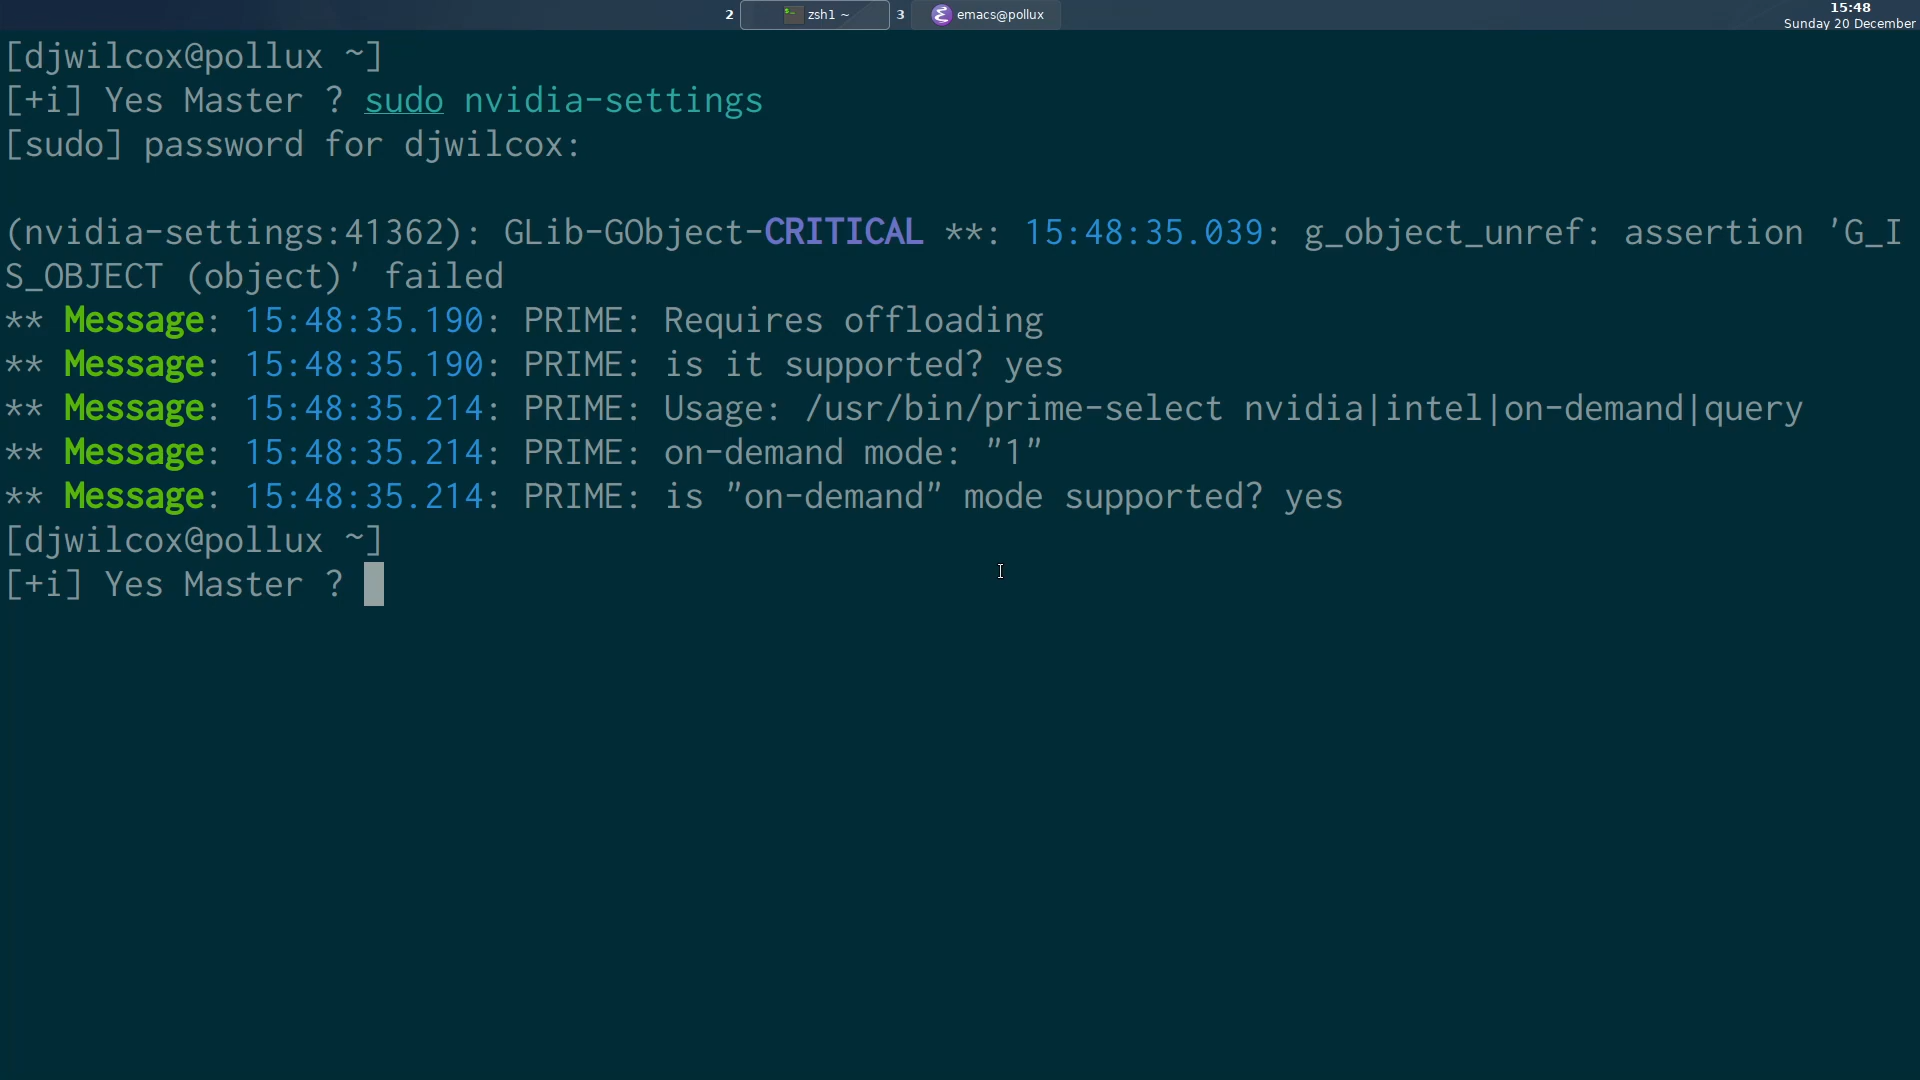 2 zsh1 ~ 3 emacs@pollux 15:48
Sunday 20 December
[djwilcox@pollux ~]
[+i] Yes Master ? sudo nvidia-settings
[sudo] password for djwilcox:
(nvidia-settings:41362): GLib-GObject-CRITICAL **: 15:48:35.039: g_object_unref: assertion 'G_I
S_OBJECT (object)' failed
** Message: 15:48:35.190: PRIME: Requires offloading
** Message: 15:48:35.190: PRIME: is it supported? yes
** Message: 15:48:35.214: PRIME: Usage: /usr/bin/prime-select nvidia|intel|on-demand|query
** Message: 15:48:35.214: PRIME: on-demand mode: "1"
** Message: 15:48:35.214: PRIME: is "on-demand" mode supported? yes
[djwilcox@pollux ~]
[+i] Yes Master ?